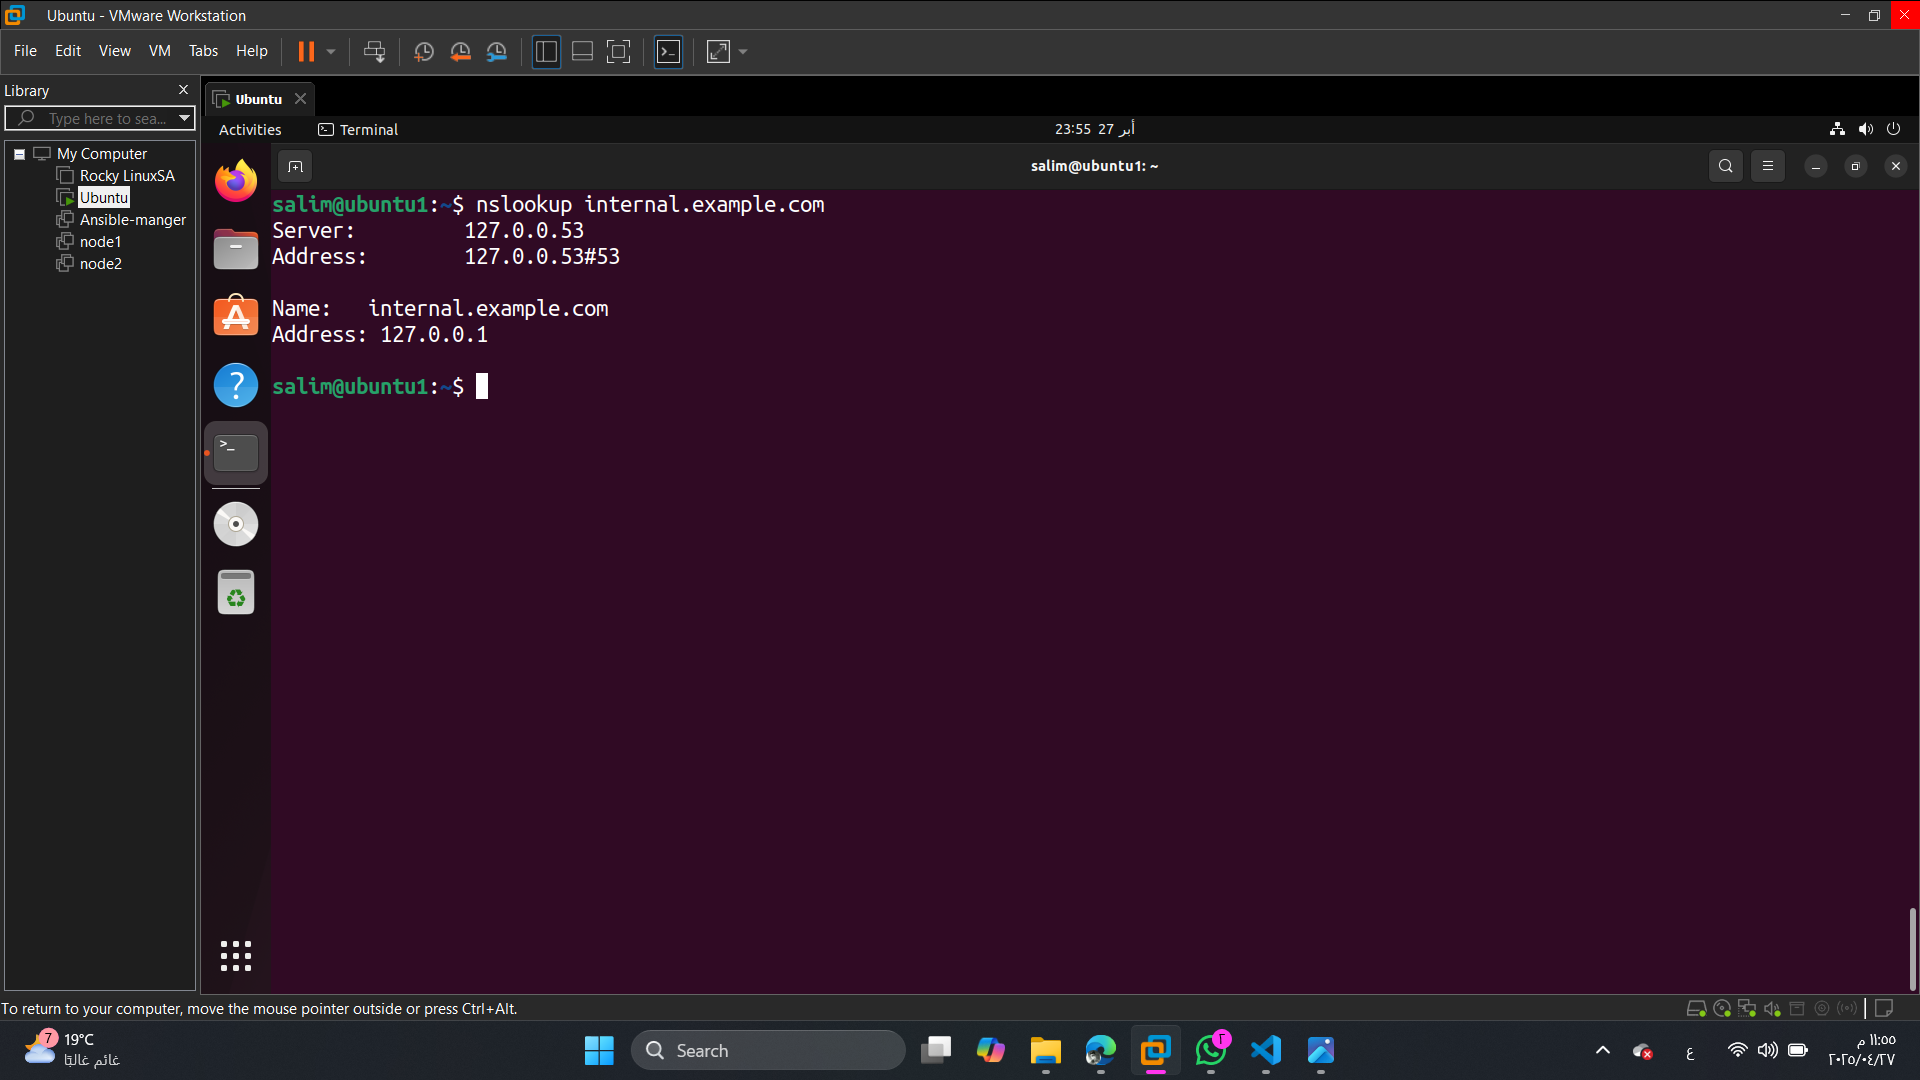 Ubuntu - VMware Workstation
File Edit View VM Tabs Help
Library
Type here to sea...
My Computer
Rocky LinuxSA
Ubuntu
Ansible-manger
node1
node2
Ubuntu
Activities Terminal 23:55 27 أبر
salim@ubuntu1: ~
salim@ubuntu1:~$ nslookup internal.example.com
Server: 127.0.0.53
Address: 127.0.0.53#53
Name: internal.example.com
Address: 127.0.0.1
salim@ubuntu1:~$
To return to your computer, move the mouse pointer outside or press Ctrl+Alt.
7
19°C
غائم غالبًا
Search
٢
ع
١١:٥٥ م
٢٠٢٥/٠٤/٢٧